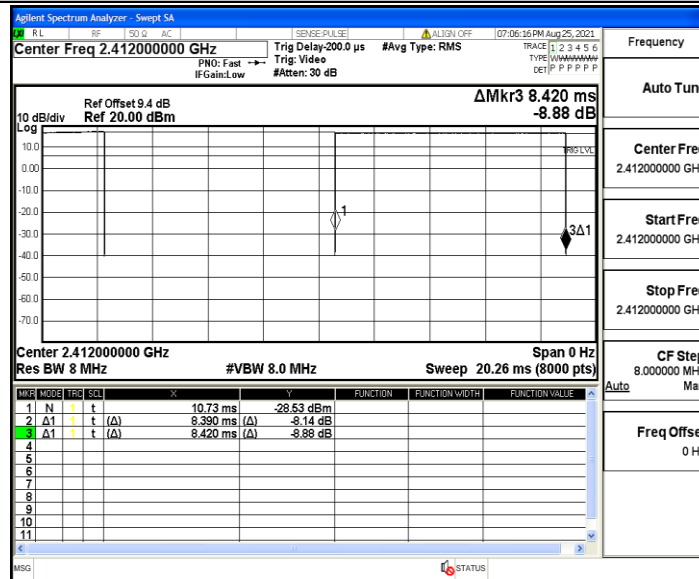 Agilent Spectrum Analyzer - Swept SA
RL RF 50 Ω AC SENSE:PULSE ALIGN OFF 07:06:16 PM Aug 25, 2021
Center Freq 2.412000000 GHz
PNO: Fast
IFGain:Low
Trig Delay-200.0 µs
Trig: Video
#Atten: 30 dB
#Avg Type: RMS
TRACE 1 2 3 4 5 6
TYPE
DET P P P P P P
Frequency
Auto Tun
Center Fre
2.412000000 GH
Start Fre
2.412000000 GH
Stop Fre
2.412000000 GH
CF Step
8.000000 MH
Auto Ma
Freq Offse
0 H
ΔMkr3 8.420 ms
-8.88 dB
Ref Offset 9.4 dB
10 dB/div Ref 20.00 dBm
Log
TRIG LVL
10.0
0.00
-10.0
-20.0
-30.0
-40.0
-50.0
-60.0
-70.0
1
3Δ1
Center 2.412000000 GHz Span 0 Hz
Res BW 8 MHz #VBW 8.0 MHz Sweep 20.26 ms (8000 pts)
MKR MODE TRC SCL X Y FUNCTION FUNCTION WIDTH FUNCTION VALUE
1 N 1 t 10.73 ms -28.53 dBm
2 Δ1 1 t (Δ) 8.390 ms (Δ) -8.14 dB
3 Δ1 1 t (Δ) 8.420 ms (Δ) -8.88 dB
4
5
6
7
8
9
10
11
MSG STATUS